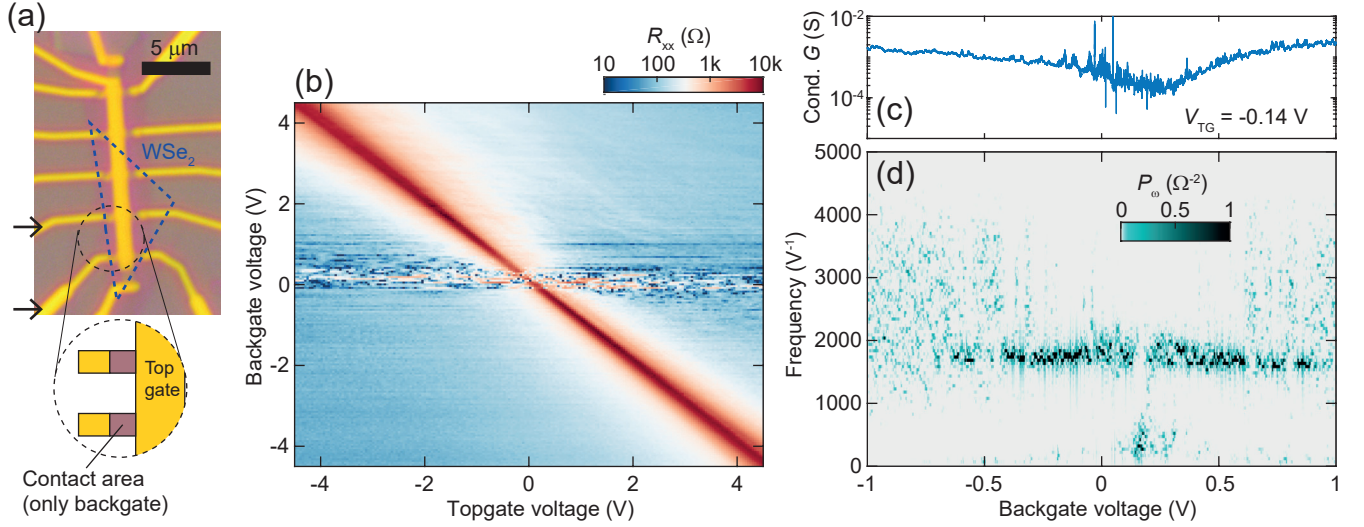 (a)
5 μm
WSe2
Top
gate
Contact area
(only backgate)
(b)
Rxx (Ω)
10 100 1k 10k
Backgate voltage (V)
4
2
0
-2
-4
-4 -2 0 2 4
Topgate voltage (V)
(c)
Cond. G (S)
10-2
10-4
VTG = -0.14 V
(d)
Pω (Ω-2)
0 0.5 1
Frequency (V-1)
5000
4000
3000
2000
1000
0
-1 -0.5 0 0.5 1
Backgate voltage (V)